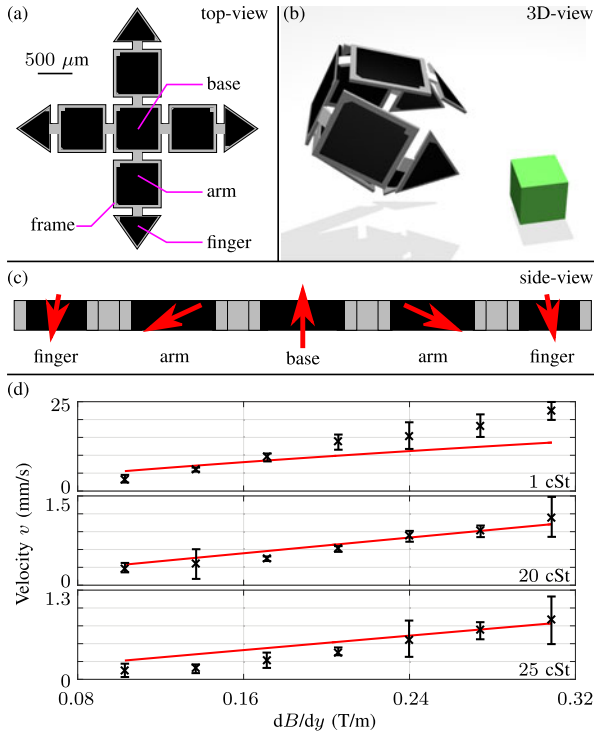 (a) top-view
500 μm
base
arm
frame
finger
(b) 3D-view
(c) side-view
finger arm base arm finger
(d)
Velocity v (mm/s)
25
0
1 cSt
1.5
0
20 cSt
1.3
0
25 cSt
0.08 0.16 0.24 0.32
dB/dy (T/m)